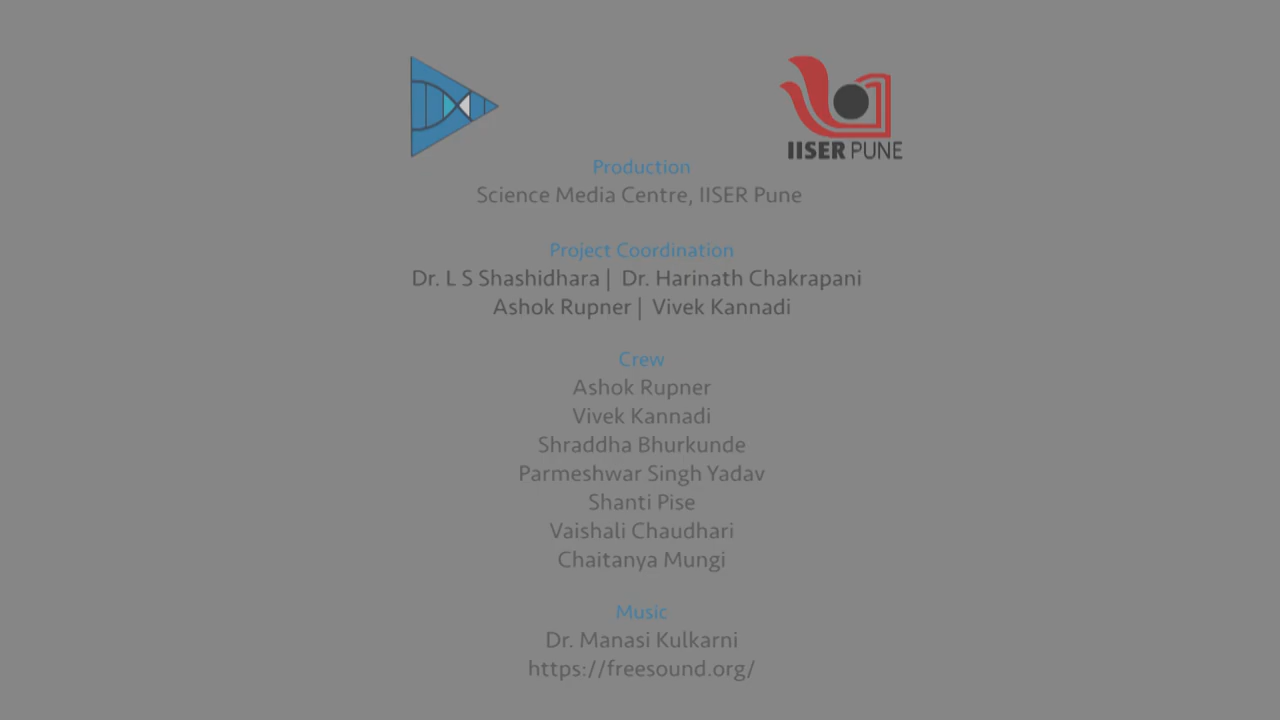 IISER PUNE
Production
Science Media Centre, IISER Pune
Project Coordination
Dr. L S Shashidhara | Dr. Harinath Chakrapani
Ashok Rupner | Vivek Kannadi
Crew
Ashok Rupner
Vivek Kannadi
Shraddha Bhurkunde
Parmeshwar Singh Yadav
Shanti Pise
Vaishali Chaudhari
Chaitanya Mungi
Music
Dr. Manasi Kulkarni
https://freesound.org/